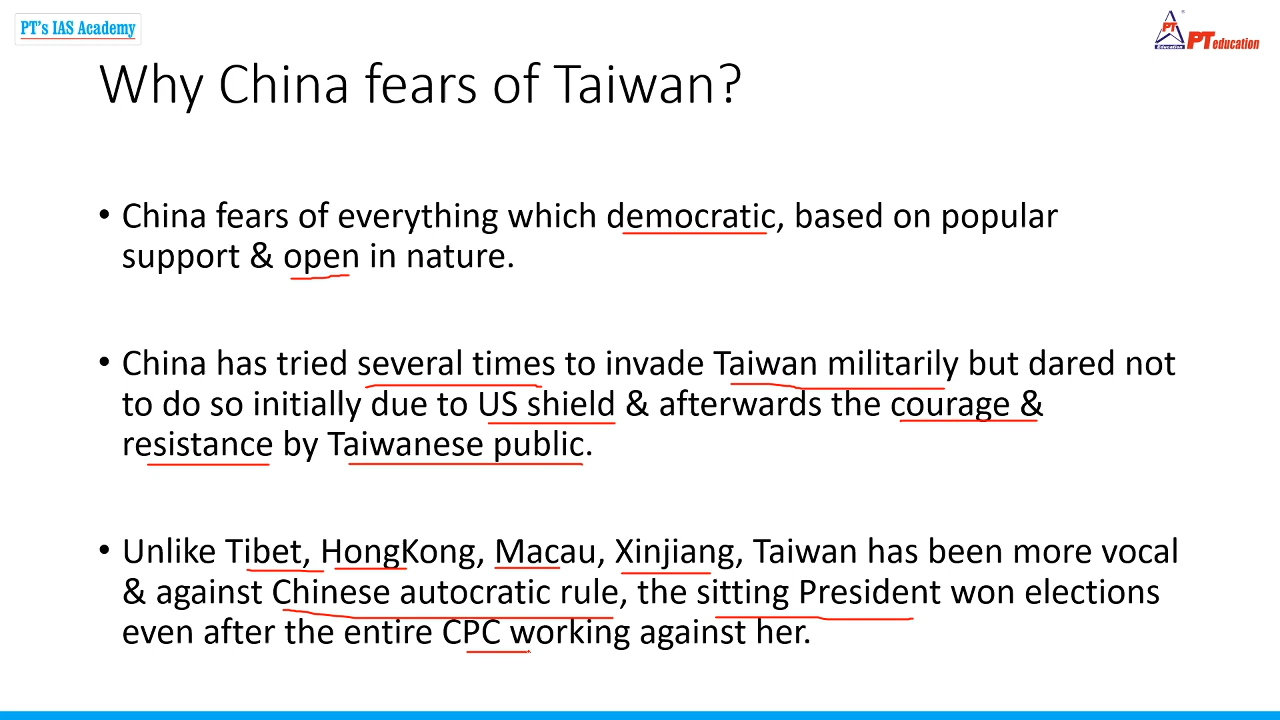 PT's IAS Academy
PT
Education
PT education
Why China fears of Taiwan?
• China fears of everything which democratic, based on popular
support & open in nature.
• China has tried several times to invade Taiwan militarily but dared not
to do so initially due to US shield & afterwards the courage &
resistance by Taiwanese public.
• Unlike Tibet, HongKong, Macau, Xinjiang, Taiwan has been more vocal
& against Chinese autocratic rule, the sitting President won elections
even after the entire CPC working against her.